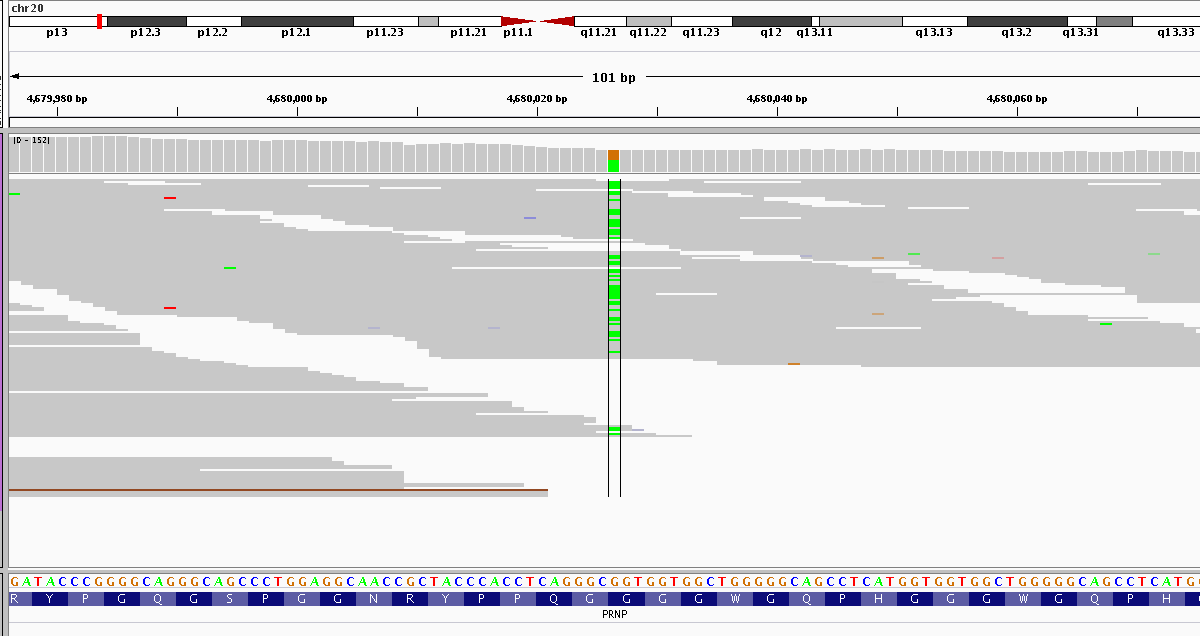 chr20
p13 p12.3 p12.2 p12.1 p11.23 p11.21 p11.1 q11.21 q11.22 q11.23 q12 q13.11 q13.13 q13.2 q13.31 q13.33
101 bp
4,679,980 bp 4,680,000 bp 4,680,020 bp 4,680,040 bp 4,680,060 bp
[0 - 152]
GATACCCGGGGCAGGGCAGCCCTGGAGGCAACCGCTACCCACCTCAGGGCGGTGGTGGCTGGGGGCAGCCTCATGGTGGTGGCTGGGGGCAGCCTCATG
R Y P G Q G S P G G N R Y P P Q G G G G W G Q P H G G G W G Q P H
PRNP